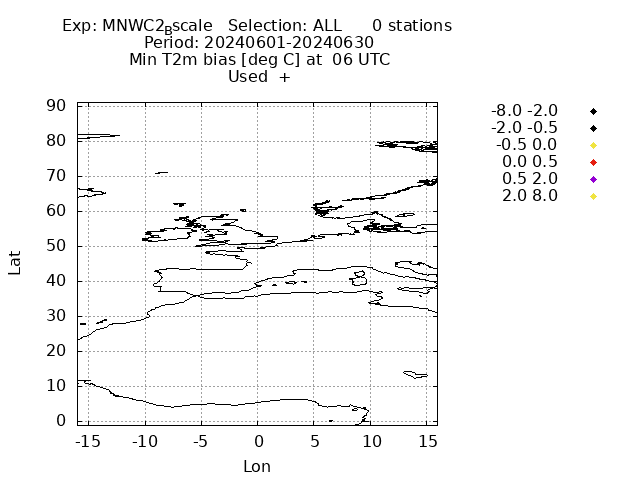 Exp: MNWC2_Bscale   Selection: ALL      0 stations
Period: 20240601-20240630
Min T2m bias [deg C] at  06 UTC
Used  +
-8.0 -2.0
-2.0 -0.5
-0.5 0.0
0.0 0.5
0.5 2.0
2.0 8.0
90
80
70
60
50
40
30
20
10
0
Lat
-15 -10 -5 0 5 10 15
Lon